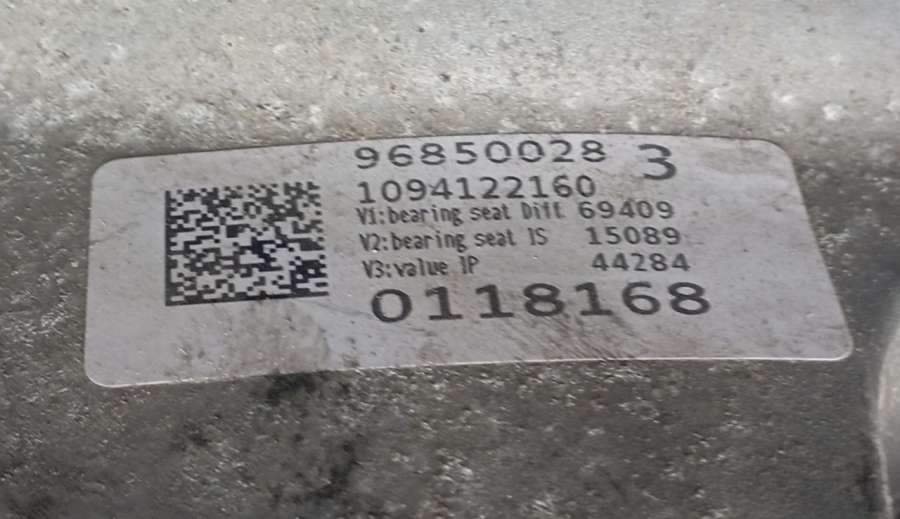 96850028 3
1094122160
V1:bearing seat Diff 69409
V2:bearing seat IS 15089
V3:value IP 44284
0118168